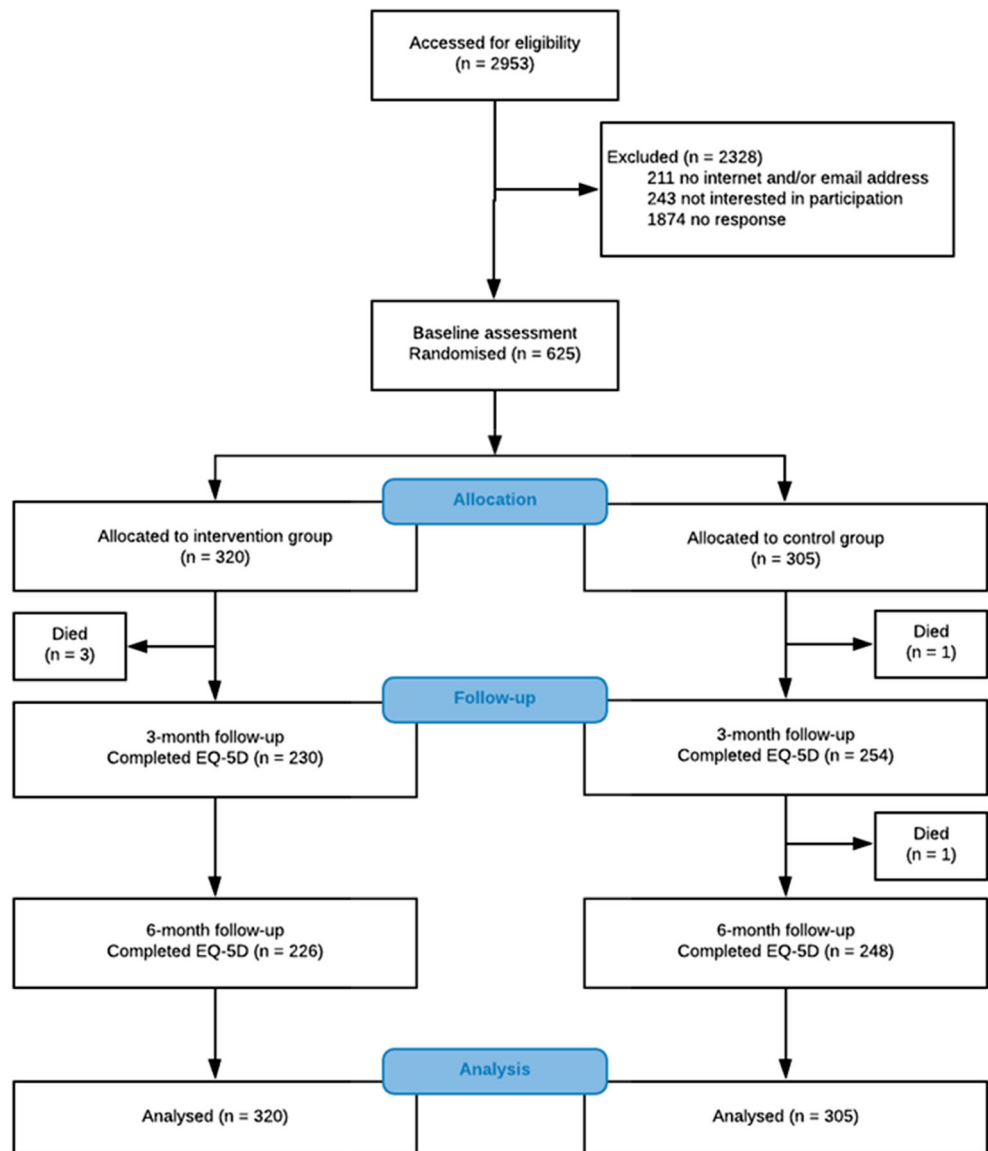 Accessed for eligibility
(n = 2953)
Excluded (n = 2328)
211 no internet and/or email address
243 not interested in participation
1874 no response
Baseline assessment
Randomised (n = 625)
Allocation
Allocated to intervention group
(n = 320)
Allocated to control group
(n = 305)
Died
(n = 3)
Died
(n = 1)
Follow-up
3-month follow-up
Completed EQ-5D (n = 230)
3-month follow-up
Completed EQ-5D (n = 254)
Died
(n = 1)
6-month follow-up
Completed EQ-5D (n = 226)
6-month follow-up
Completed EQ-5D (n = 248)
Analysis
Analysed (n = 320)
Analysed (n = 305)